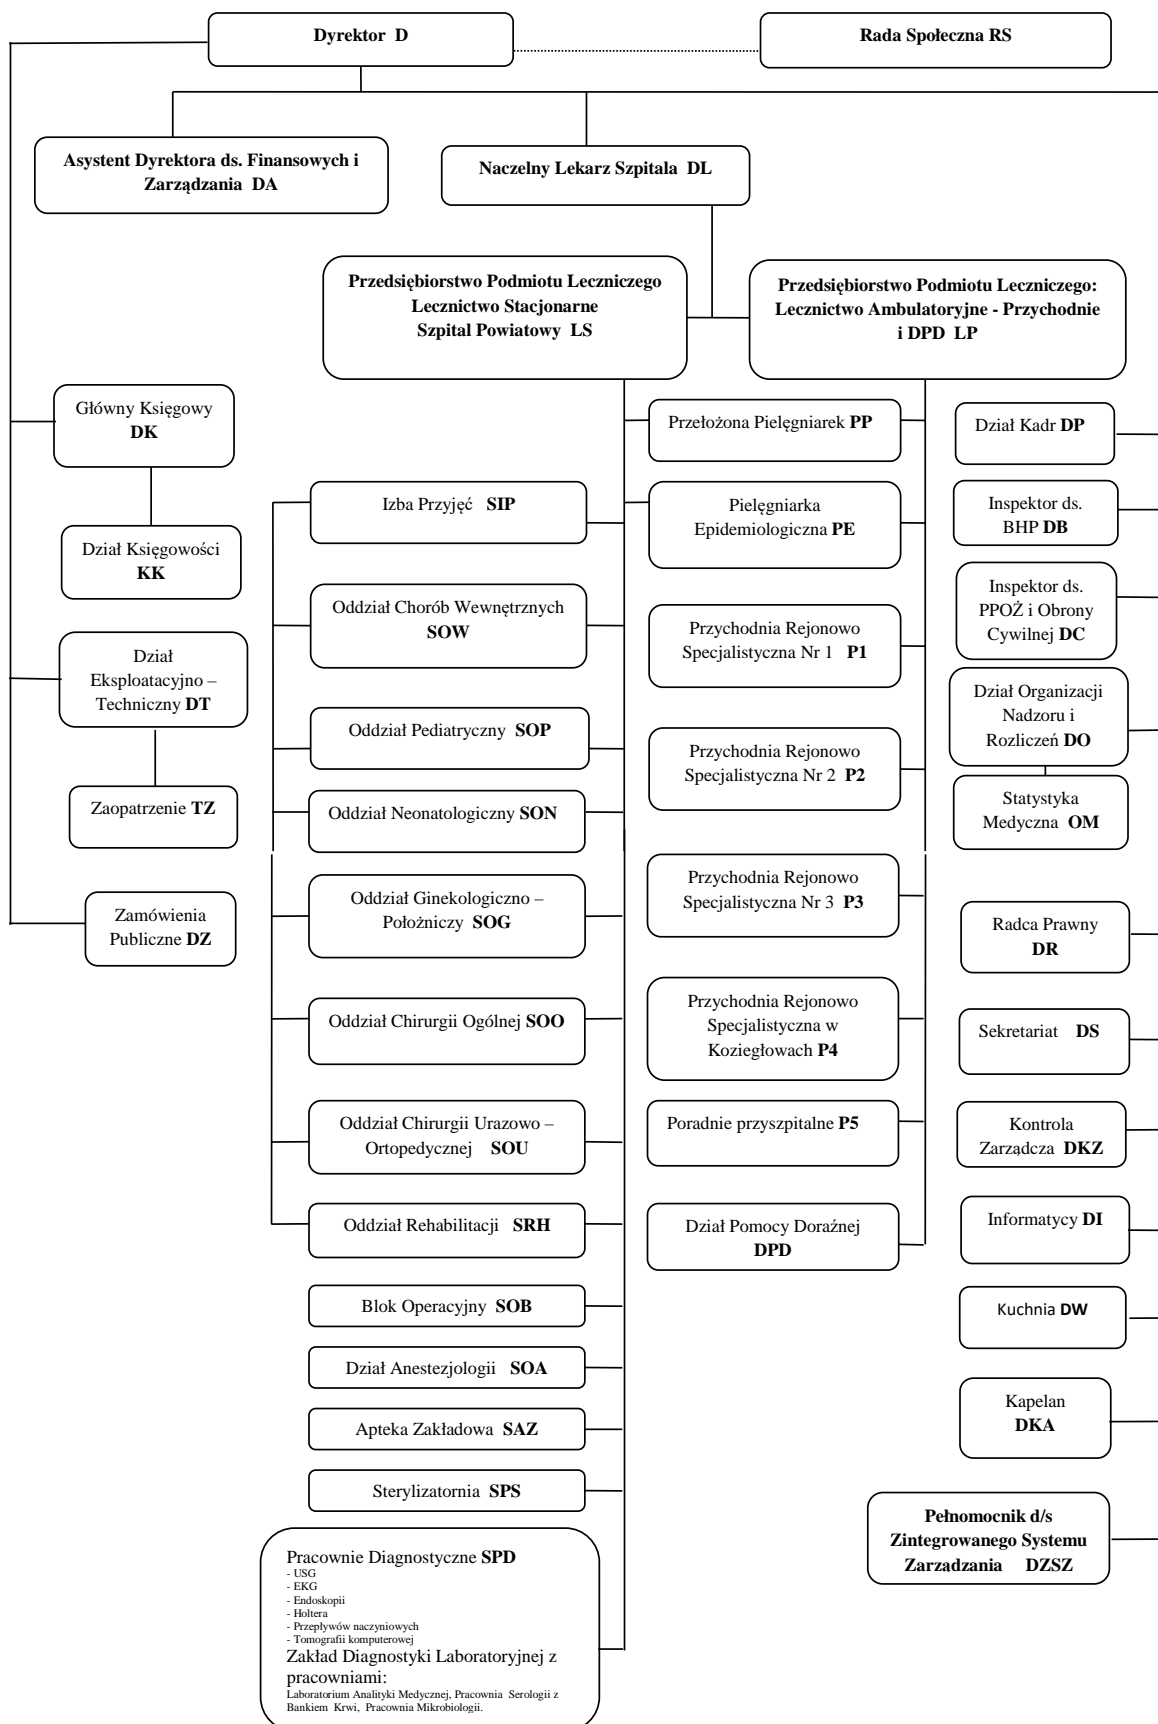 Dyrektor D
Rada Społeczna RS
Asystent Dyrektora ds. Finansowych i
Zarządzania DA
Naczelny Lekarz Szpitala DL
Przedsiębiorstwo Podmiotu Leczniczego
Lecznictwo Stacjonarne
Szpital Powiatowy LS
Przedsiębiorstwo Podmiotu Leczniczego:
Lecznictwo Ambulatoryjne - Przychodnie
i DPD LP
Główny Księgowy
DK
Dział Księgowości
KK
Dział
Eksploatacyjno –
Techniczny DT
Zaopatrzenie TZ
Zamówienia
Publiczne DZ
Izba Przyjęć SIP
Oddział Chorób Wewnętrznych
SOW
Oddział Pediatryczny SOP
Oddział Neonatologiczny SON
Oddział Ginekologiczno –
Położniczy SOG
Oddział Chirurgii Ogólnej SOO
Oddział Chirurgii Urazowo –
Ortopedycznej SOU
Oddział Rehabilitacji SRH
Blok Operacyjny SOB
Dział Anestezjologii SOA
Apteka Zakładowa SAZ
Sterylizatornia SPS
Pracownie Diagnostyczne SPD
- USG
- EKG
- Endoskopii
- Holtera
- Przepływów naczyniowych
- Tomografii komputerowej
Zakład Diagnostyki Laboratoryjnej z
pracowniami:
Laboratorium Analityki Medycznej, Pracownia Serologii z
Bankiem Krwi, Pracownia Mikrobiologii.
Przełożona Pielęgniarek PP
Pielęgniarka
Epidemiologiczna PE
Przychodnia Rejonowo
Specjalistyczna Nr 1 P1
Przychodnia Rejonowo
Specjalistyczna Nr 2 P2
Przychodnia Rejonowo
Specjalistyczna Nr 3 P3
Przychodnia Rejonowo
Specjalistyczna w
Koziegłowach P4
Poradnie przyszpitalne P5
Dział Pomocy Doraźnej
DPD
Dział Kadr DP
Inspektor ds.
BHP DB
Inspektor ds.
PPOŻ i Obrony
Cywilnej DC
Dział Organizacji
Nadzoru i
Rozliczeń DO
Statystyka
Medyczna OM
Radca Prawny
DR
Sekretariat DS
Kontrola
Zarządcza DKZ
Informatycy DI
Kuchnia DW
Kapelan
DKA
Pełnomocnik d/s
Zintegrowanego Systemu
Zarządzania DZSZ